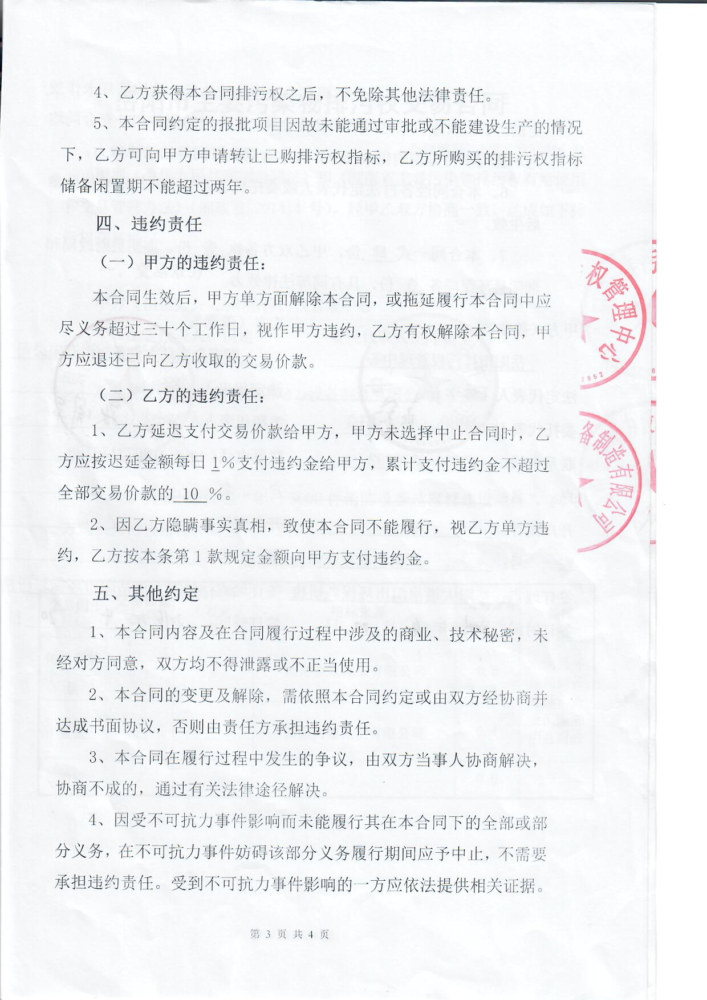 4、乙方获得本合同排污权之后，不免除其他法律责任。
5、本合同约定的报批项目因故未能通过审批或不能建设生产的情况
下，乙方可向甲方申请转让已购排污权指标，乙方所购买的排污权指标
储备闲置期不能超过两年。
四、违约责任
（一）甲方的违约责任：
本合同生效后，甲方单方面解除本合同，或拖延履行本合同中应
尽义务超过三十个工作日，视作甲方违约，乙方有权解除本合同，甲
方应退还已向乙方收取的交易价款。
（二）乙方的违约责任：
1、乙方延迟支付交易价款给甲方，甲方未选择中止合同时，乙
方应按迟延金额每日 1%支付违约金给甲方，累计支付违约金不超过
全部交易价款的 10 %。
2、因乙方隐瞒事实真相，致使本合同不能履行，视乙方单方违
约，乙方按本条第 1 款规定金额向甲方支付违约金。
五、其他约定
1、本合同内容及在合同履行过程中涉及的商业、技术秘密，未
经对方同意，双方均不得泄露或不正当使用。
2、本合同的变更及解除，需依照本合同约定或由双方经协商并
达成书面协议，否则由责任方承担违约责任。
3、本合同在履行过程中发生的争议，由双方当事人协商解决，
协商不成的，通过有关法律途径解决。
4、因受不可抗力事件影响而未能履行其在本合同下的全部或部
分义务，在不可抗力事件妨碍该部分义务履行期间应予中止，不需要
承担违约责任。受到不可抗力事件影响的一方应依法提供相关证据。
第 3 页 共 4 页
权管理中心
2952
备制造有限公司